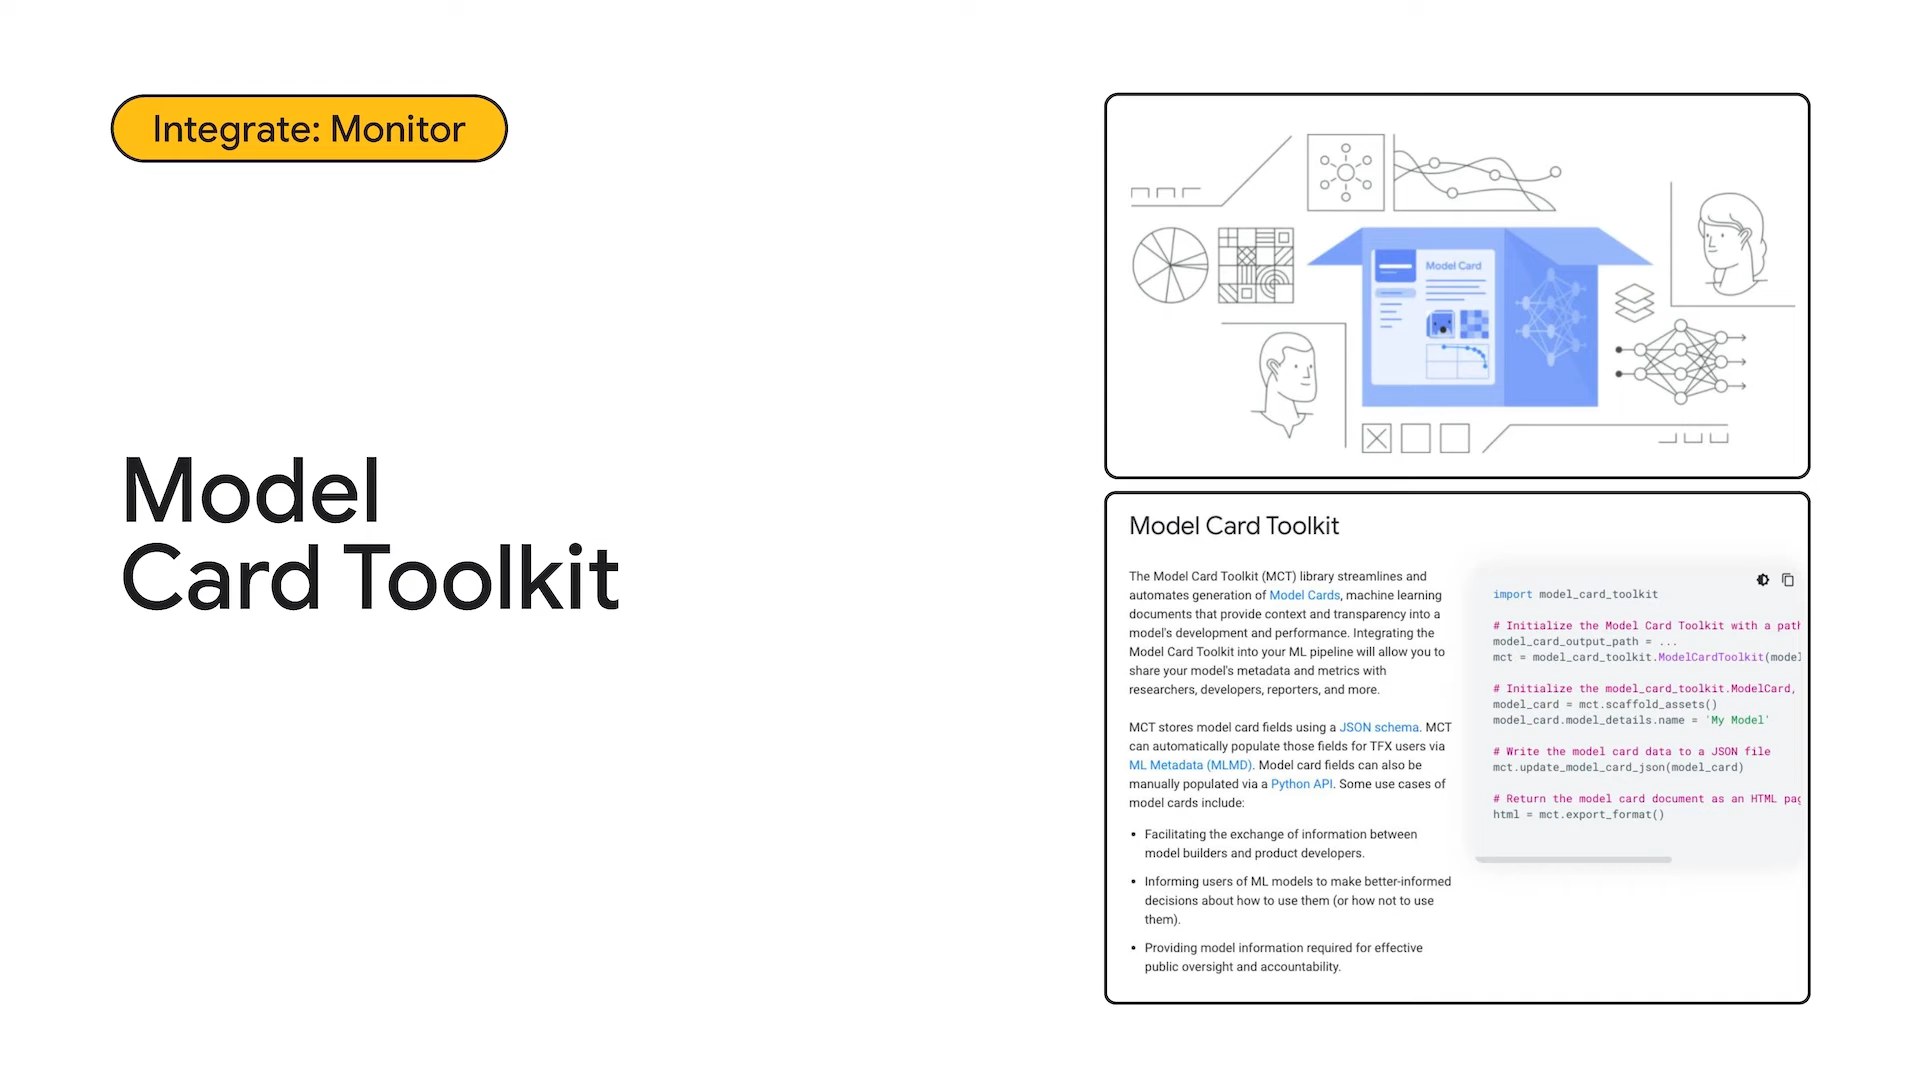 Integrate: Monitor
Model
Card Toolkit
Model Card
Model Card Toolkit
The Model Card Toolkit (MCT) library streamlines and
automates generation of Model Cards, machine learning
documents that provide context and transparency into a
model's development and performance. Integrating the
Model Card Toolkit into your ML pipeline will allow you to
share your model's metadata and metrics with
researchers, developers, reporters, and more.
MCT stores model card fields using a JSON schema. MCT
can automatically populate those fields for TFX users via
ML Metadata (MLMD). Model card fields can also be
manually populated via a Python API. Some use cases of
model cards include:
• Facilitating the exchange of information between
model builders and product developers.
• Informing users of ML models to make better-informed
decisions about how to use them (or how not to use
them).
• Providing model information required for effective
public oversight and accountability.
import model_card_toolkit
# Initialize the Model Card Toolkit with a path
model_card_output_path = ...
mct = model_card_toolkit.ModelCardToolkit(model
# Initialize the model_card_toolkit.ModelCard,
model_card = mct.scaffold_assets()
model_card.model_details.name = 'My Model'
# Write the model card data to a JSON file
mct.update_model_card_json(model_card)
# Return the model card document as an HTML pag
html = mct.export_format()